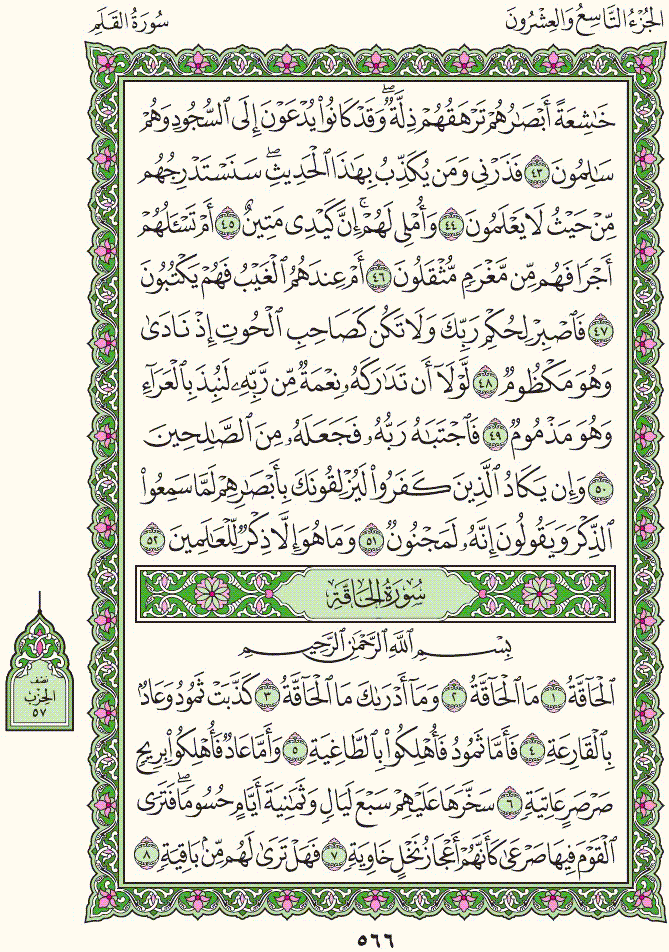 الجُزْءُ التَّاسِعُ وَالعِشْرُونَ
سُورَةُ القَلَمِ
خَٰشِعَةً أَبْصَٰرُهُمْ تَرْهَقُهُمْ ذِلَّةٌۖ وَقَدْ كَانُوا۟ يُدْعَوْنَ إِلَى ٱلسُّجُودِ وَهُمْ
سَٰلِمُونَ ٤٣ فَذَرْنِى وَمَن يُكَذِّبُ بِهَٰذَا ٱلْحَدِيثِۖ سَنَسْتَدْرِجُهُم
مِّنْ حَيْثُ لَا يَعْلَمُونَ ٤٤ وَأُمْلِى لَهُمْۚ إِنَّ كَيْدِى مَتِينٌ ٤٥ أَمْ تَسْـَٔلُهُمْ
أَجْرًا فَهُم مِّن مَّغْرَمٍ مُّثْقَلُونَ ٤٦ أَمْ عِندَهُمُ ٱلْغَيْبُ فَهُمْ يَكْتُبُونَ
٤٧ فَٱصْبِرْ لِحُكْمِ رَبِّكَ وَلَا تَكُن كَصَاحِبِ ٱلْحُوتِ إِذْ نَادَىٰ
وَهُوَ مَكْظُومٌ ٤٨ لَّوْلَآ أَن تَدَٰرَكَهُۥ نِعْمَةٌ مِّن رَّبِّهِۦ لَنُبِذَ بِٱلْعَرَآءِ
وَهُوَ مَذْمُومٌ ٤٩ فَٱجْتَبَٰهُ رَبُّهُۥ فَجَعَلَهُۥ مِنَ ٱلصَّٰلِحِينَ
٥٠ وَإِن يَكَادُ ٱلَّذِينَ كَفَرُوا۟ لَيُزْلِقُونَكَ بِأَبْصَٰرِهِمْ لَمَّا سَمِعُوا۟
ٱلذِّكْرَ وَيَقُولُونَ إِنَّهُۥ لَمَجْنُونٌ ٥١ وَمَا هُوَ إِلَّا ذِكْرٌ لِّلْعَٰلَمِينَ ٥٢
سُورَةُ الحَاقَّةِ
بِسْمِ ٱللَّهِ ٱلرَّحْمَٰنِ ٱلرَّحِيمِ
ٱلْحَآقَّةُ ١ مَا ٱلْحَآقَّةُ ٢ وَمَآ أَدْرَىٰكَ مَا ٱلْحَآقَّةُ ٣ كَذَّبَتْ ثَمُودُ وَعَادٌۢ
بِٱلْقَارِعَةِ ٤ فَأَمَّا ثَمُودُ فَأُهْلِكُوا۟ بِٱلطَّاغِيَةِ ٥ وَأَمَّا عَادٌ فَأُهْلِكُوا۟ بِرِيحٍ
صَرْصَرٍ عَاتِيَةٍ ٦ سَخَّرَهَا عَلَيْهِمْ سَبْعَ لَيَالٍ وَثَمَٰنِيَةَ أَيَّامٍ حُسُومًاۖ فَتَرَى
ٱلْقَوْمَ فِيهَا صَرْعَىٰ كَأَنَّهُمْ أَعْجَازُ نَخْلٍ خَاوِيَةٍ ٧ فَهَلْ تَرَىٰ لَهُم مِّنۢ بَاقِيَةٍ ٨
نصْف
الحِزْب
٥٧
٥٦٦